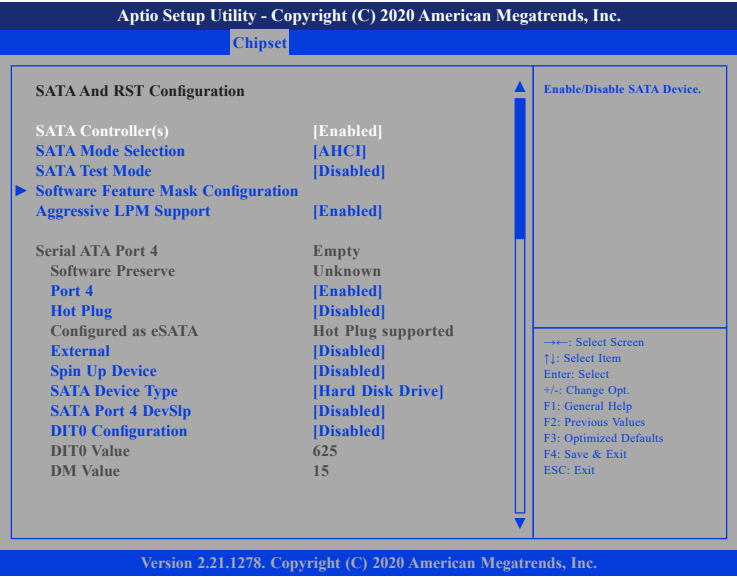 Aptio Setup Utility - Copyright (C) 2020 American Megatrends, Inc.
Chipset
SATA And RST Configuration
SATA Controller(s) [Enabled]
SATA Mode Selection [AHCI]
SATA Test Mode [Disabled]
► Software Feature Mask Configuration
Aggressive LPM Support [Enabled]
Serial ATA Port 4 Empty
Software Preserve Unknown
Port 4 [Enabled]
Hot Plug [Disabled]
Configured as eSATA Hot Plug supported
External [Disabled]
Spin Up Device [Disabled]
SATA Device Type [Hard Disk Drive]
SATA Port 4 DevSlp [Disabled]
DIT0 Configuration [Disabled]
DIT0 Value 625
DM Value 15
Enable/Disable SATA Device.
→←: Select Screen
↑↓: Select Item
Enter: Select
+/-: Change Opt.
F1: General Help
F2: Previous Values
F3: Optimized Defaults
F4: Save & Exit
ESC: Exit
Version 2.21.1278. Copyright (C) 2020 American Megatrends, Inc.